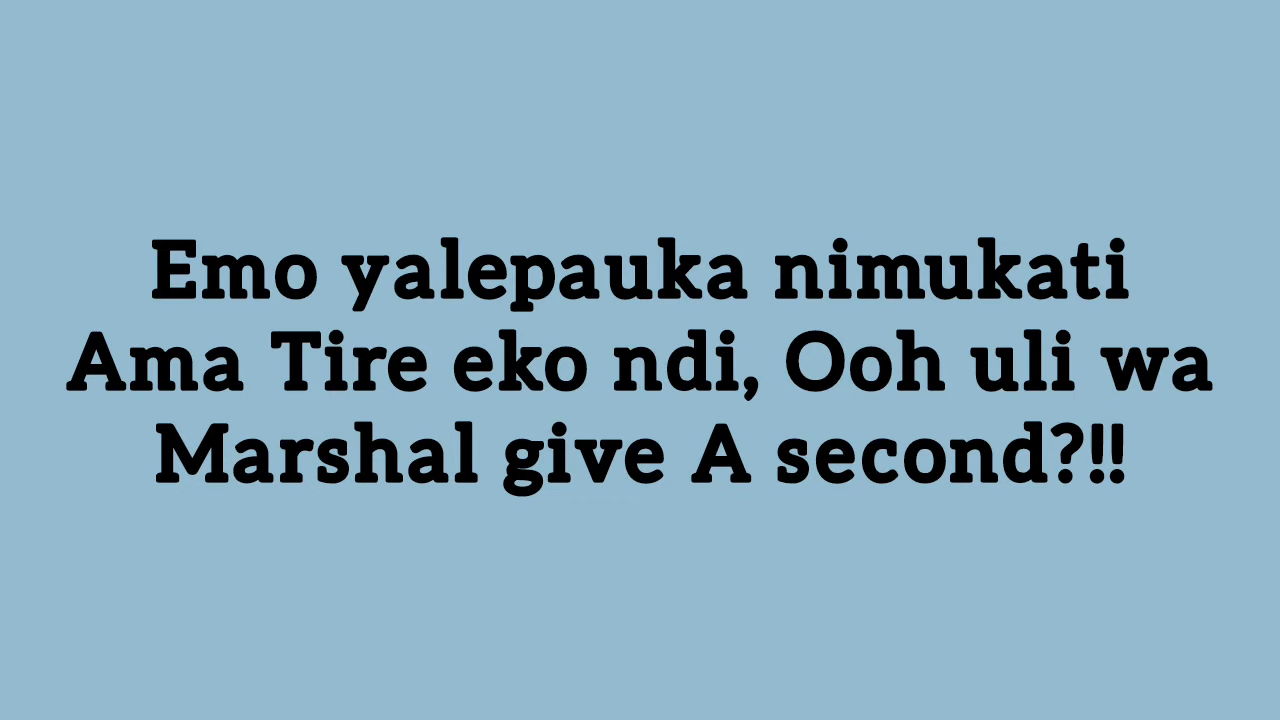 Emo yalepauka nimukati
Ama Tire eko ndi, Ooh uli wa
Marshal give A second?!!